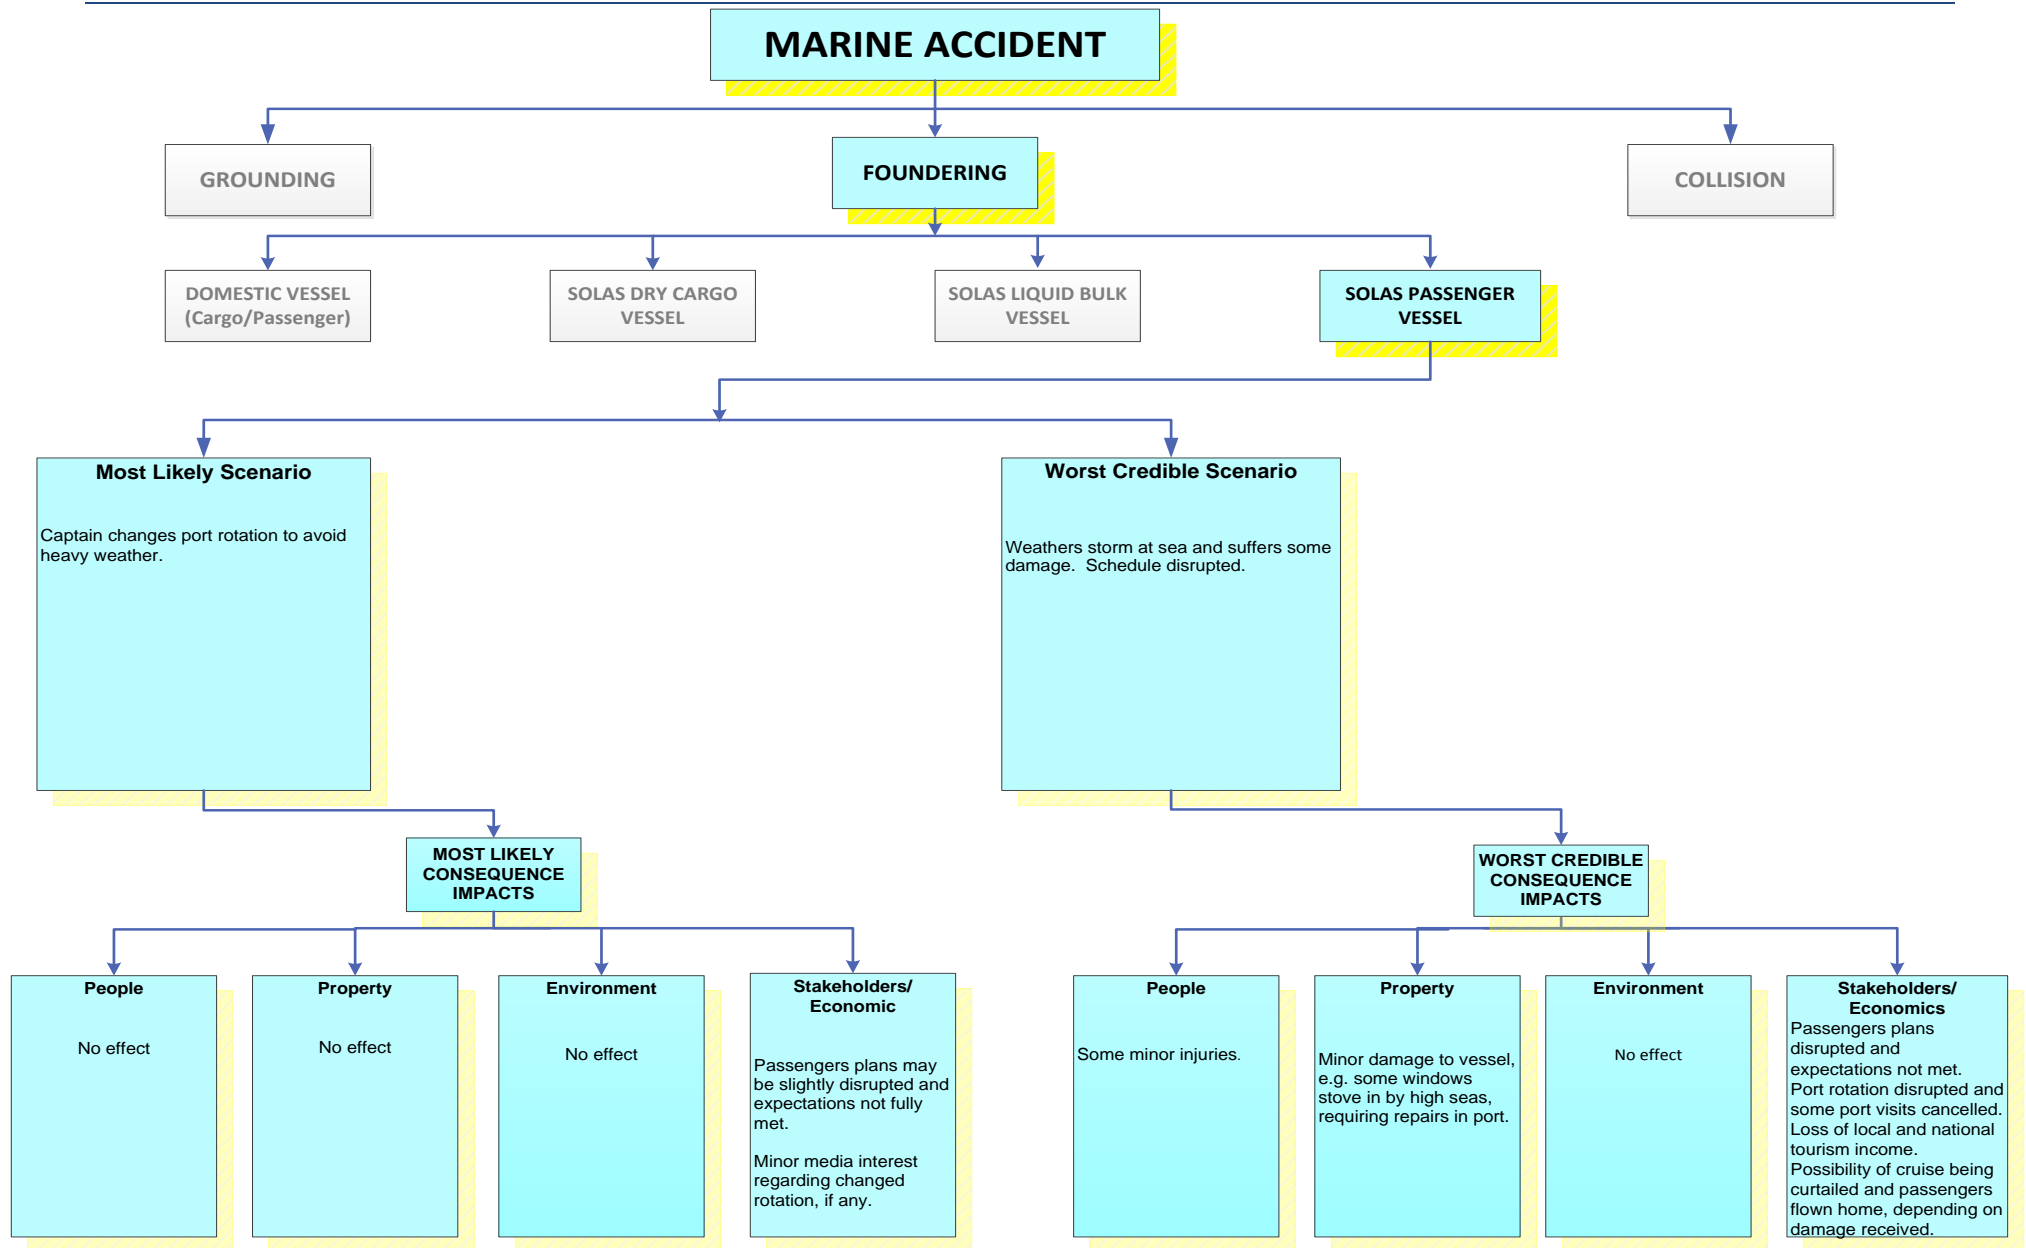 MARINE ACCIDENT
GROUNDING
FOUNDERING
COLLISION
DOMESTIC VESSEL
(Cargo/Passenger)
SOLAS DRY CARGO
VESSEL
SOLAS LIQUID BULK
VESSEL
SOLAS PASSENGER
VESSEL
Most Likely Scenario
Captain changes port rotation to avoid
heavy weather.
Worst Credible Scenario
Weathers storm at sea and suffers some
damage.  Schedule disrupted.
MOST LIKELY
CONSEQUENCE
IMPACTS
WORST CREDIBLE
CONSEQUENCE
IMPACTS
People
No effect
Property
No effect
Environment
No effect
Stakeholders/
Economic
Passengers plans may
be slightly disrupted and
expectations not fully
met.
Minor media interest
regarding changed
rotation, if any.
People
Some minor injuries.
Property
Minor damage to vessel,
e.g. some windows
stove in by high seas,
requiring repairs in port.
Environment
No effect
Stakeholders/
Economics
Passengers plans
disrupted and
expectations not met.
Port rotation disrupted and
some port visits cancelled.
Loss of local and national
tourism income.
Possibility of cruise being
curtailed and passengers
flown home, depending on
damage received.